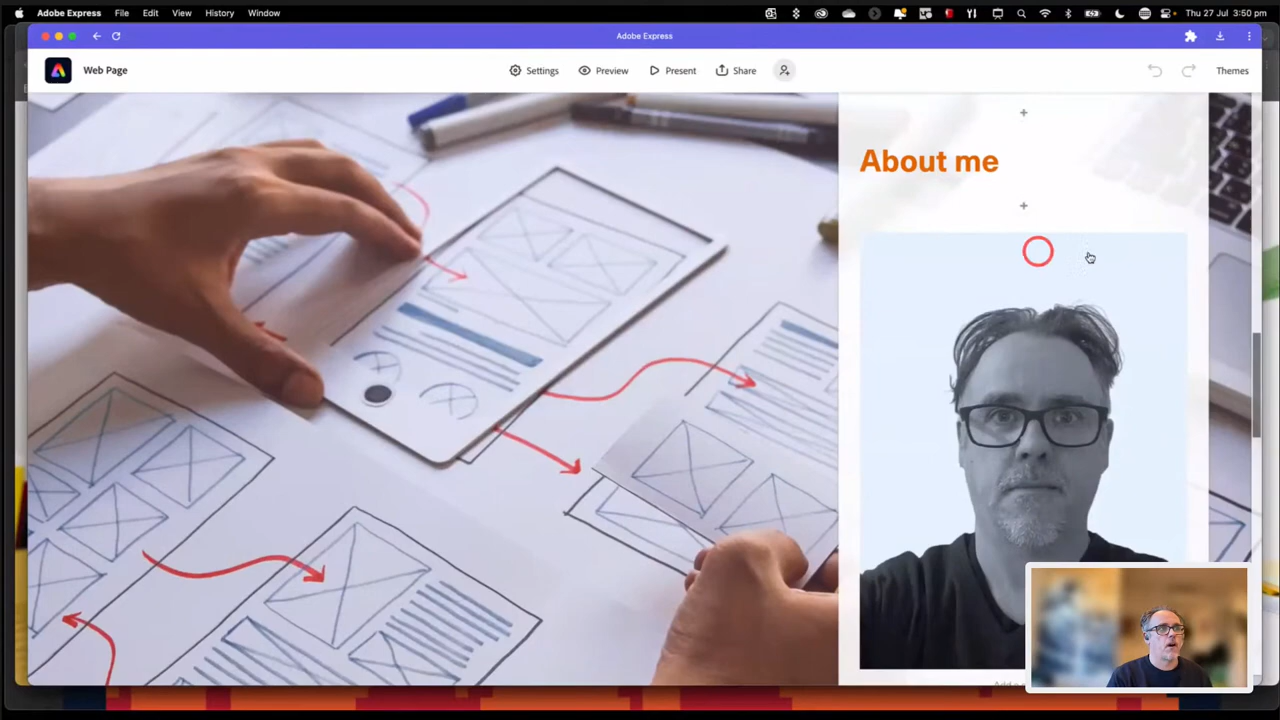 Adobe Express File Edit View History Window Thu 27 Jul 3:50 pm
Adobe Express
Web Page Settings Preview Present Share Themes
About me